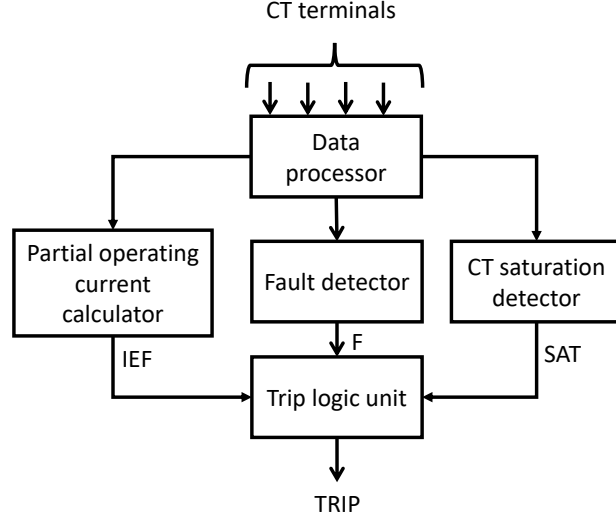 CT terminals
Data
processor
Partial operating
current
calculator
Fault detector
CT saturation
detector
IEF
F
SAT
Trip logic unit
TRIP